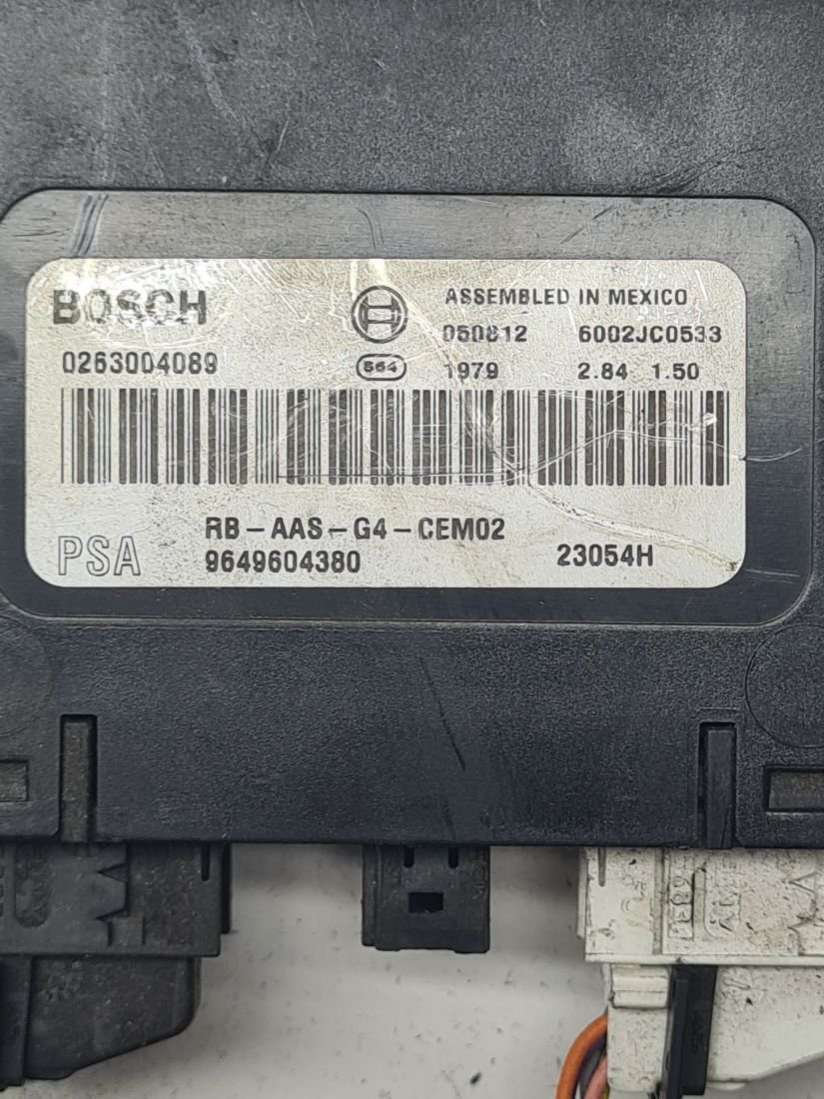 BOSCH
ASSEMBLED IN MEXICO
050812 6002JC0533
0263004089
564
1979 2.84 1.50
RB-AAS-G4-CEM02
PSA
9649604380 23054H